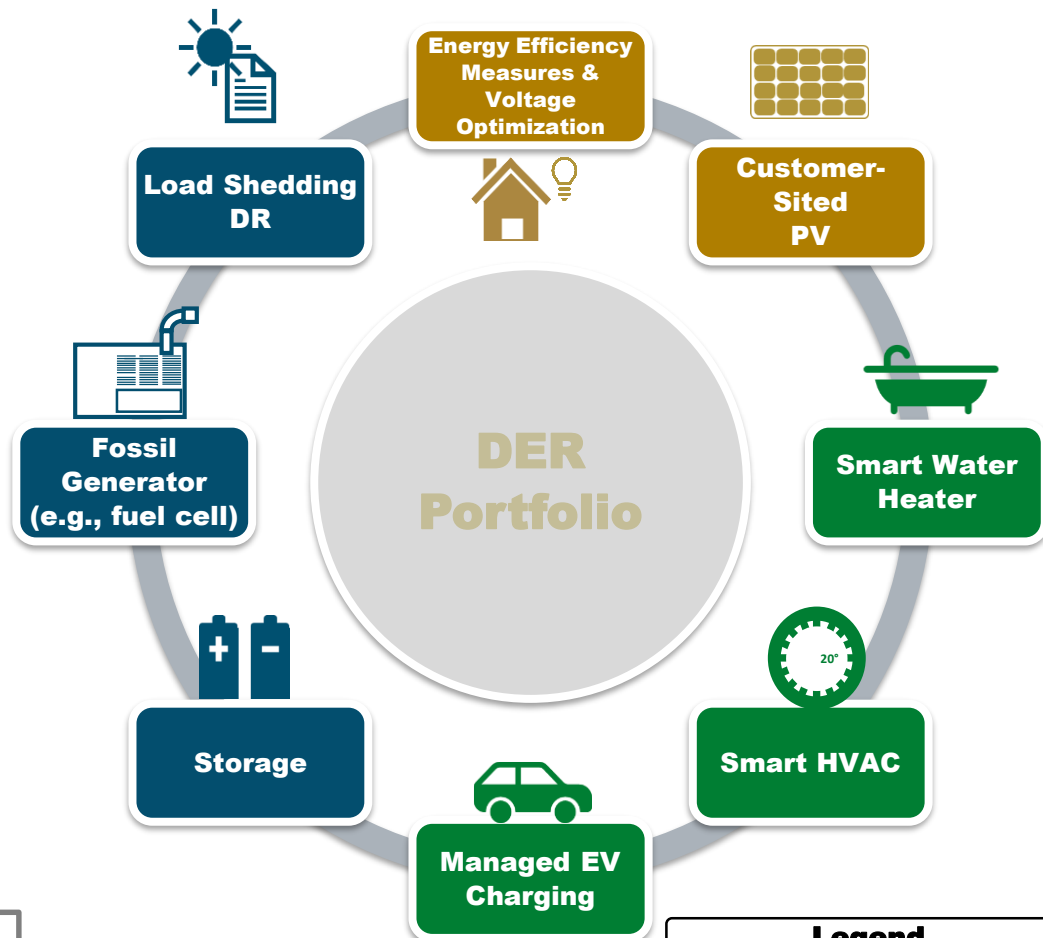 Energy Efficiency
Measures &
Voltage
Optimization
Customer-
Sited
PV
Load Shedding
DR
Fossil
Generator
(e.g., fuel cell)
DER
Portfolio
Smart Water
Heater
20°
Storage
Smart HVAC
Managed EV
Charging
+ −
Legend